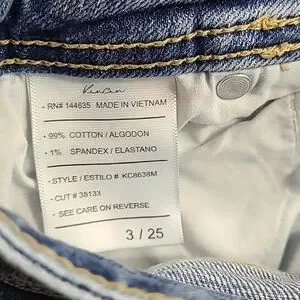 KanCan
- RN# 144635 MADE IN VIETNAM
- 99% COTTON / ALGODON
- 1% SPANDEX / ELASTANO
- STYLE / ESTILO # KC8638M
- CUT # 38133
- SEE CARE ON REVERSE
3 / 25